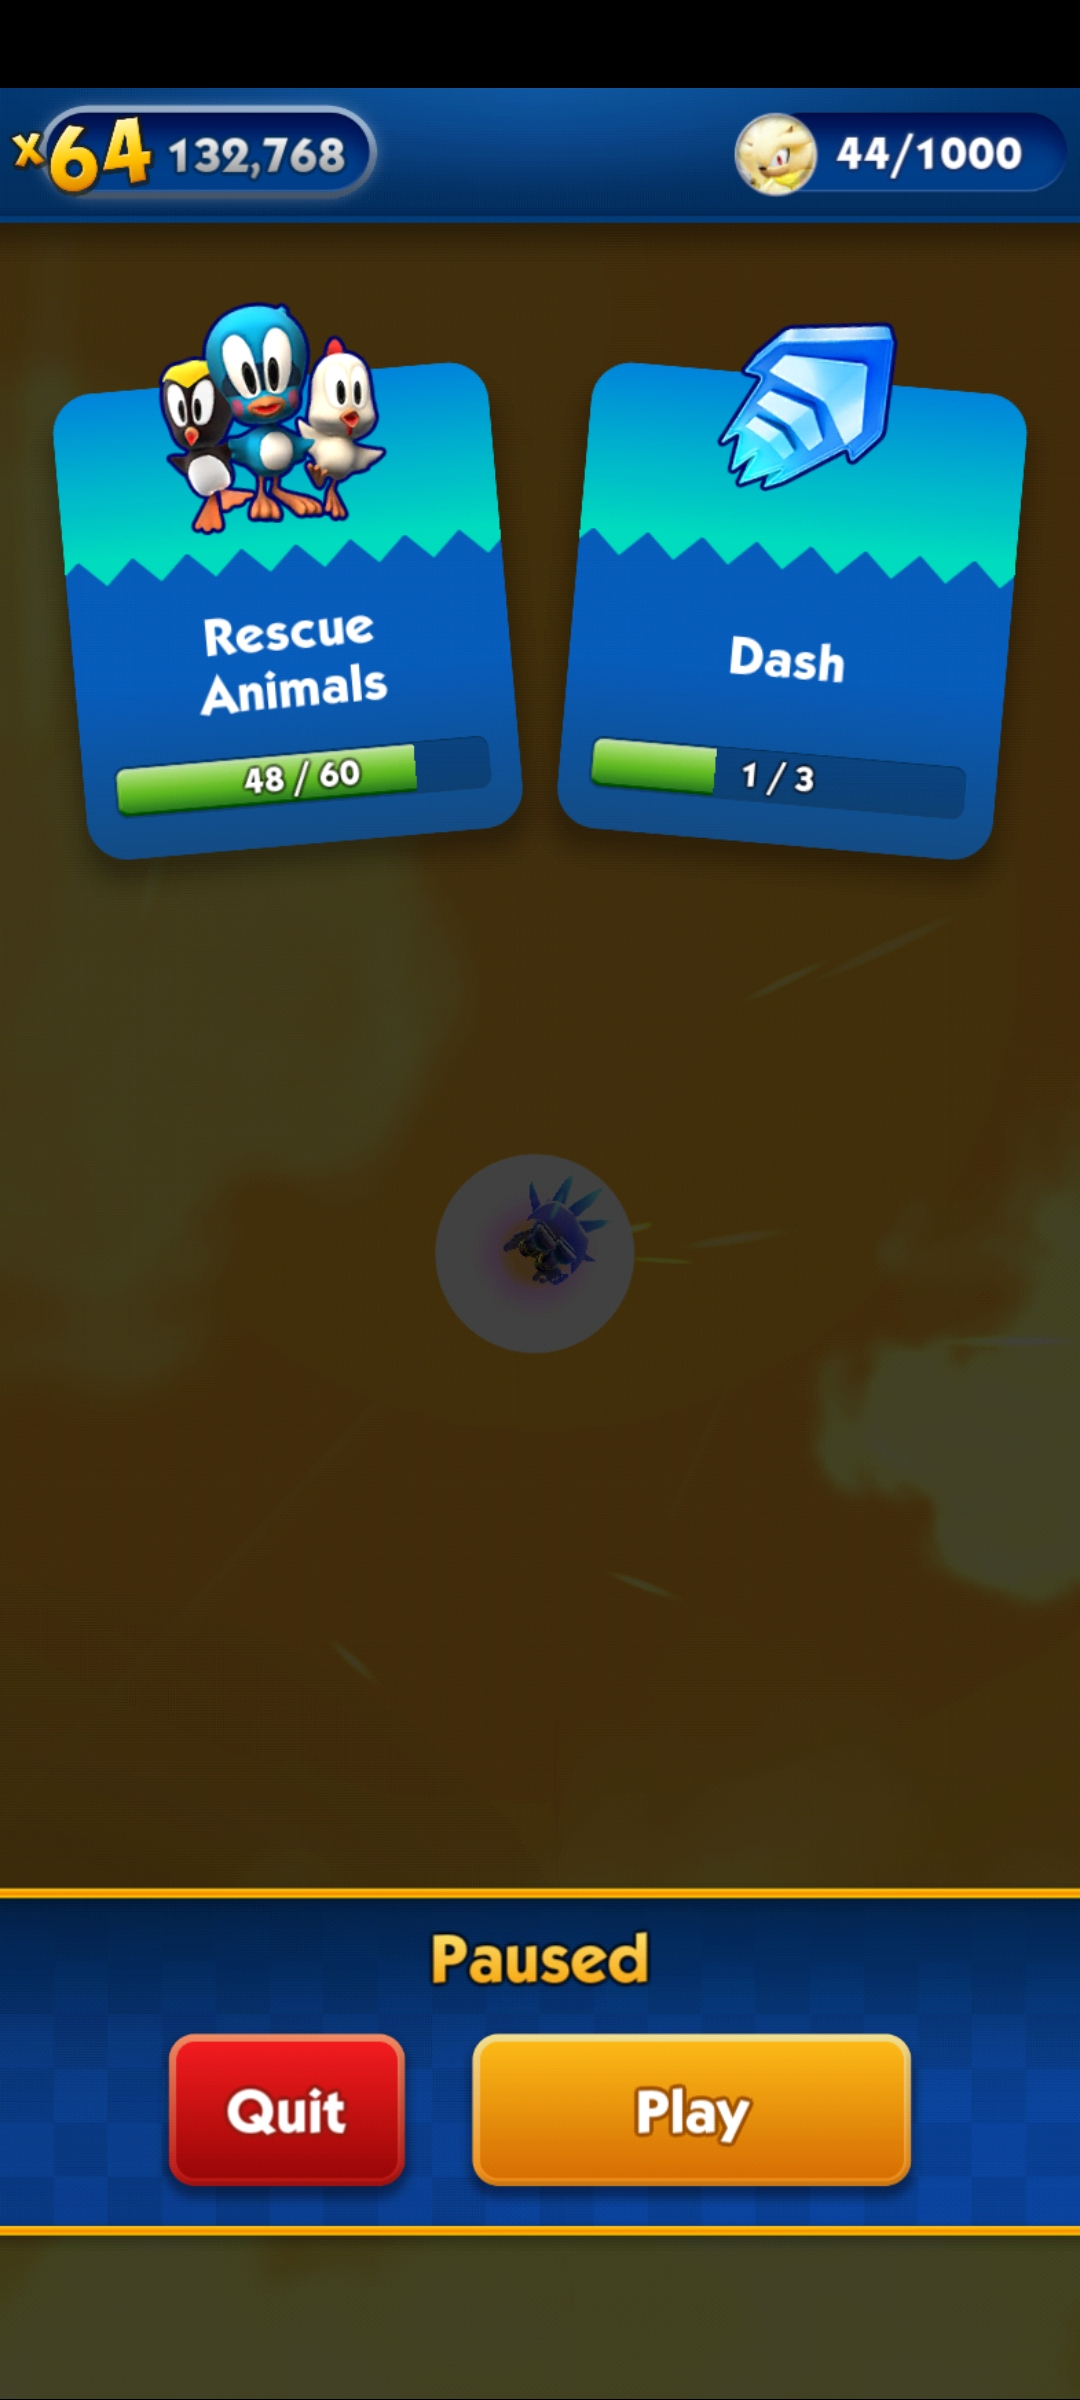 x64 132,768
44/1000
Rescue
Animals
48 / 60
Dash
1 / 3
Paused
Quit
Play